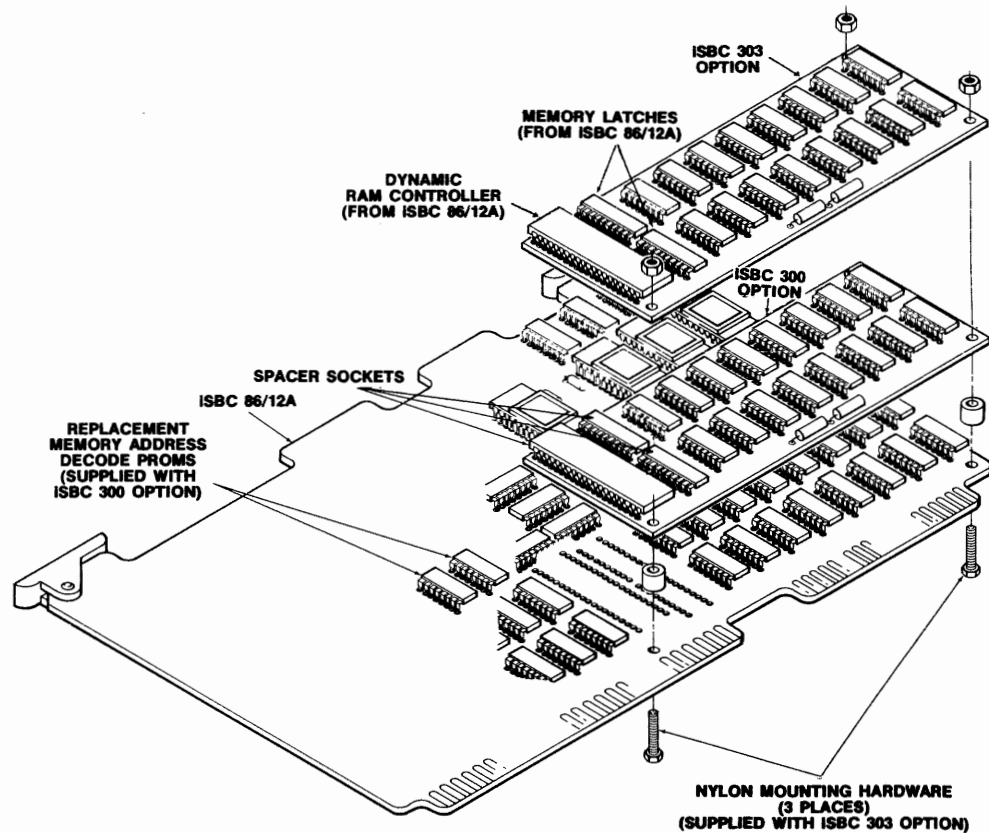 iSBC 303
OPTION
MEMORY LATCHES
(FROM iSBC 86/12A)
DYNAMIC
RAM CONTROLLER
(FROM iSBC 86/12A)
iSBC 300
OPTION
SPACER SOCKETS
iSBC 86/12A
REPLACEMENT
MEMORY ADDRESS
DECODE PROMS
(SUPPLIED WITH
iSBC 300 OPTION)
NYLON MOUNTING HARDWARE
(3 PLACES)
(SUPPLIED WITH iSBC 303 OPTION)